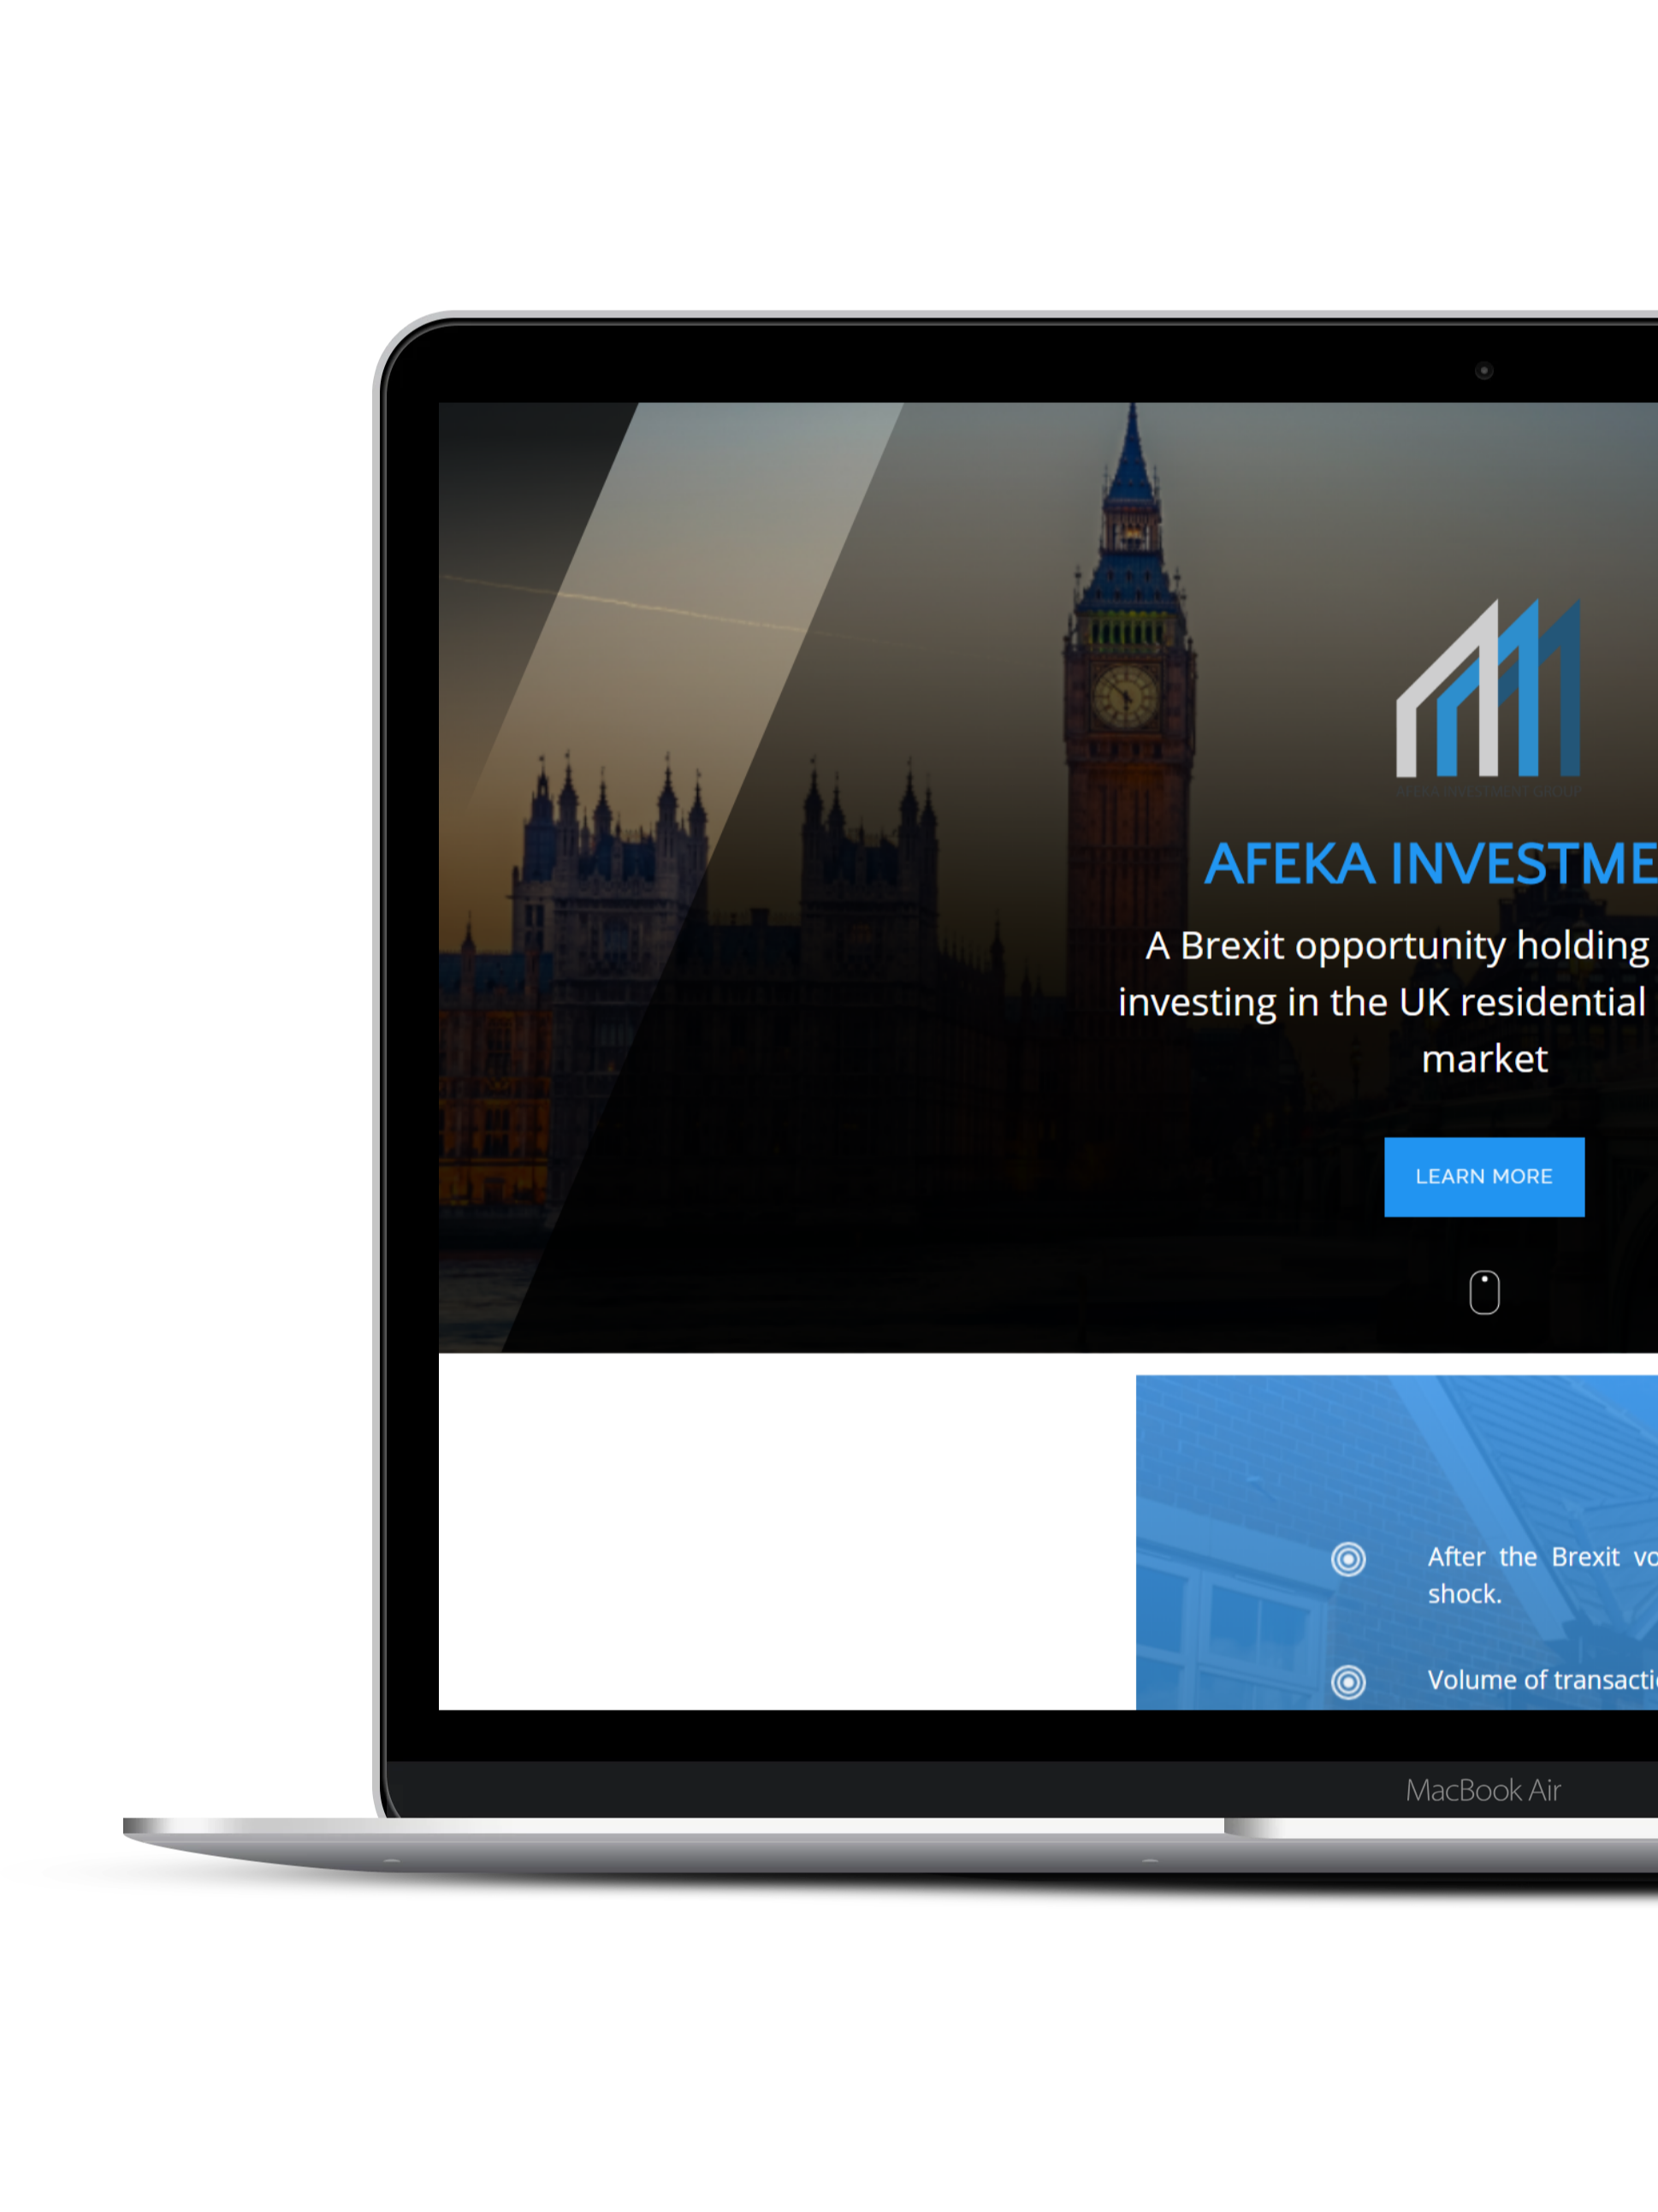 AFEKA INVESTMENT GROUP
AFEKA INVESTME
A Brexit opportunity holding
investing in the UK residential
market
LEARN MORE
After the Brexit vo
shock.
Volume of transacti
MacBook Air